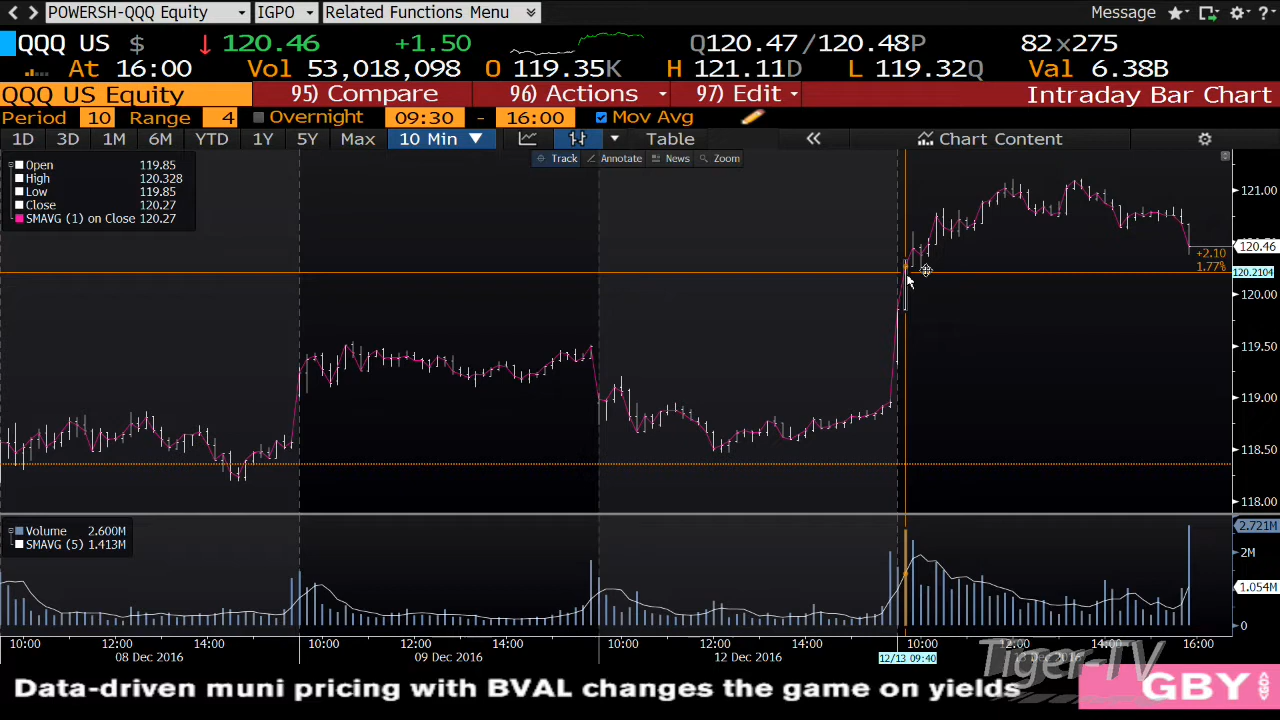 POWERSH-QQQ Equity IGPO Related Functions Menu Message ?
QQQ US $ 120.46 +1.50 Q120.47/120.48P 82x275
At 16:00 Vol 53,018,098 O 119.35K H 121.11D L 119.32Q Val 6.38B
QQQ US Equity 95) Compare 96) Actions 97) Edit Intraday Bar Chart
Period 10 Range 4 Overnight 09:30 - 16:00 Mov Avg
1D 3D 1M 6M YTD 1Y 5Y Max 10 Min Table Chart Content
Track Annotate News Zoom
Open 119.85
High 120.328
Low 119.85
Close 120.27
SMAVG (1) on Close 120.27
121.00
120.46
+2.10
1.77%
120.2104
120.00
119.50
119.00
118.50
118.00
Volume 2.600M
SMAVG (5) 1.413M
2.721M
2M
1.054M
0
10:00 12:00 14:00 10:00 12:00 14:00 10:00 12:00 14:00 10:00 12:00 14:00 16:00
08 Dec 2016 09 Dec 2016 12 Dec 2016 12/13 09:40 Dec 2016
Tiger-TV
Data-driven muni pricing with BVAL changes the game on yields GBY